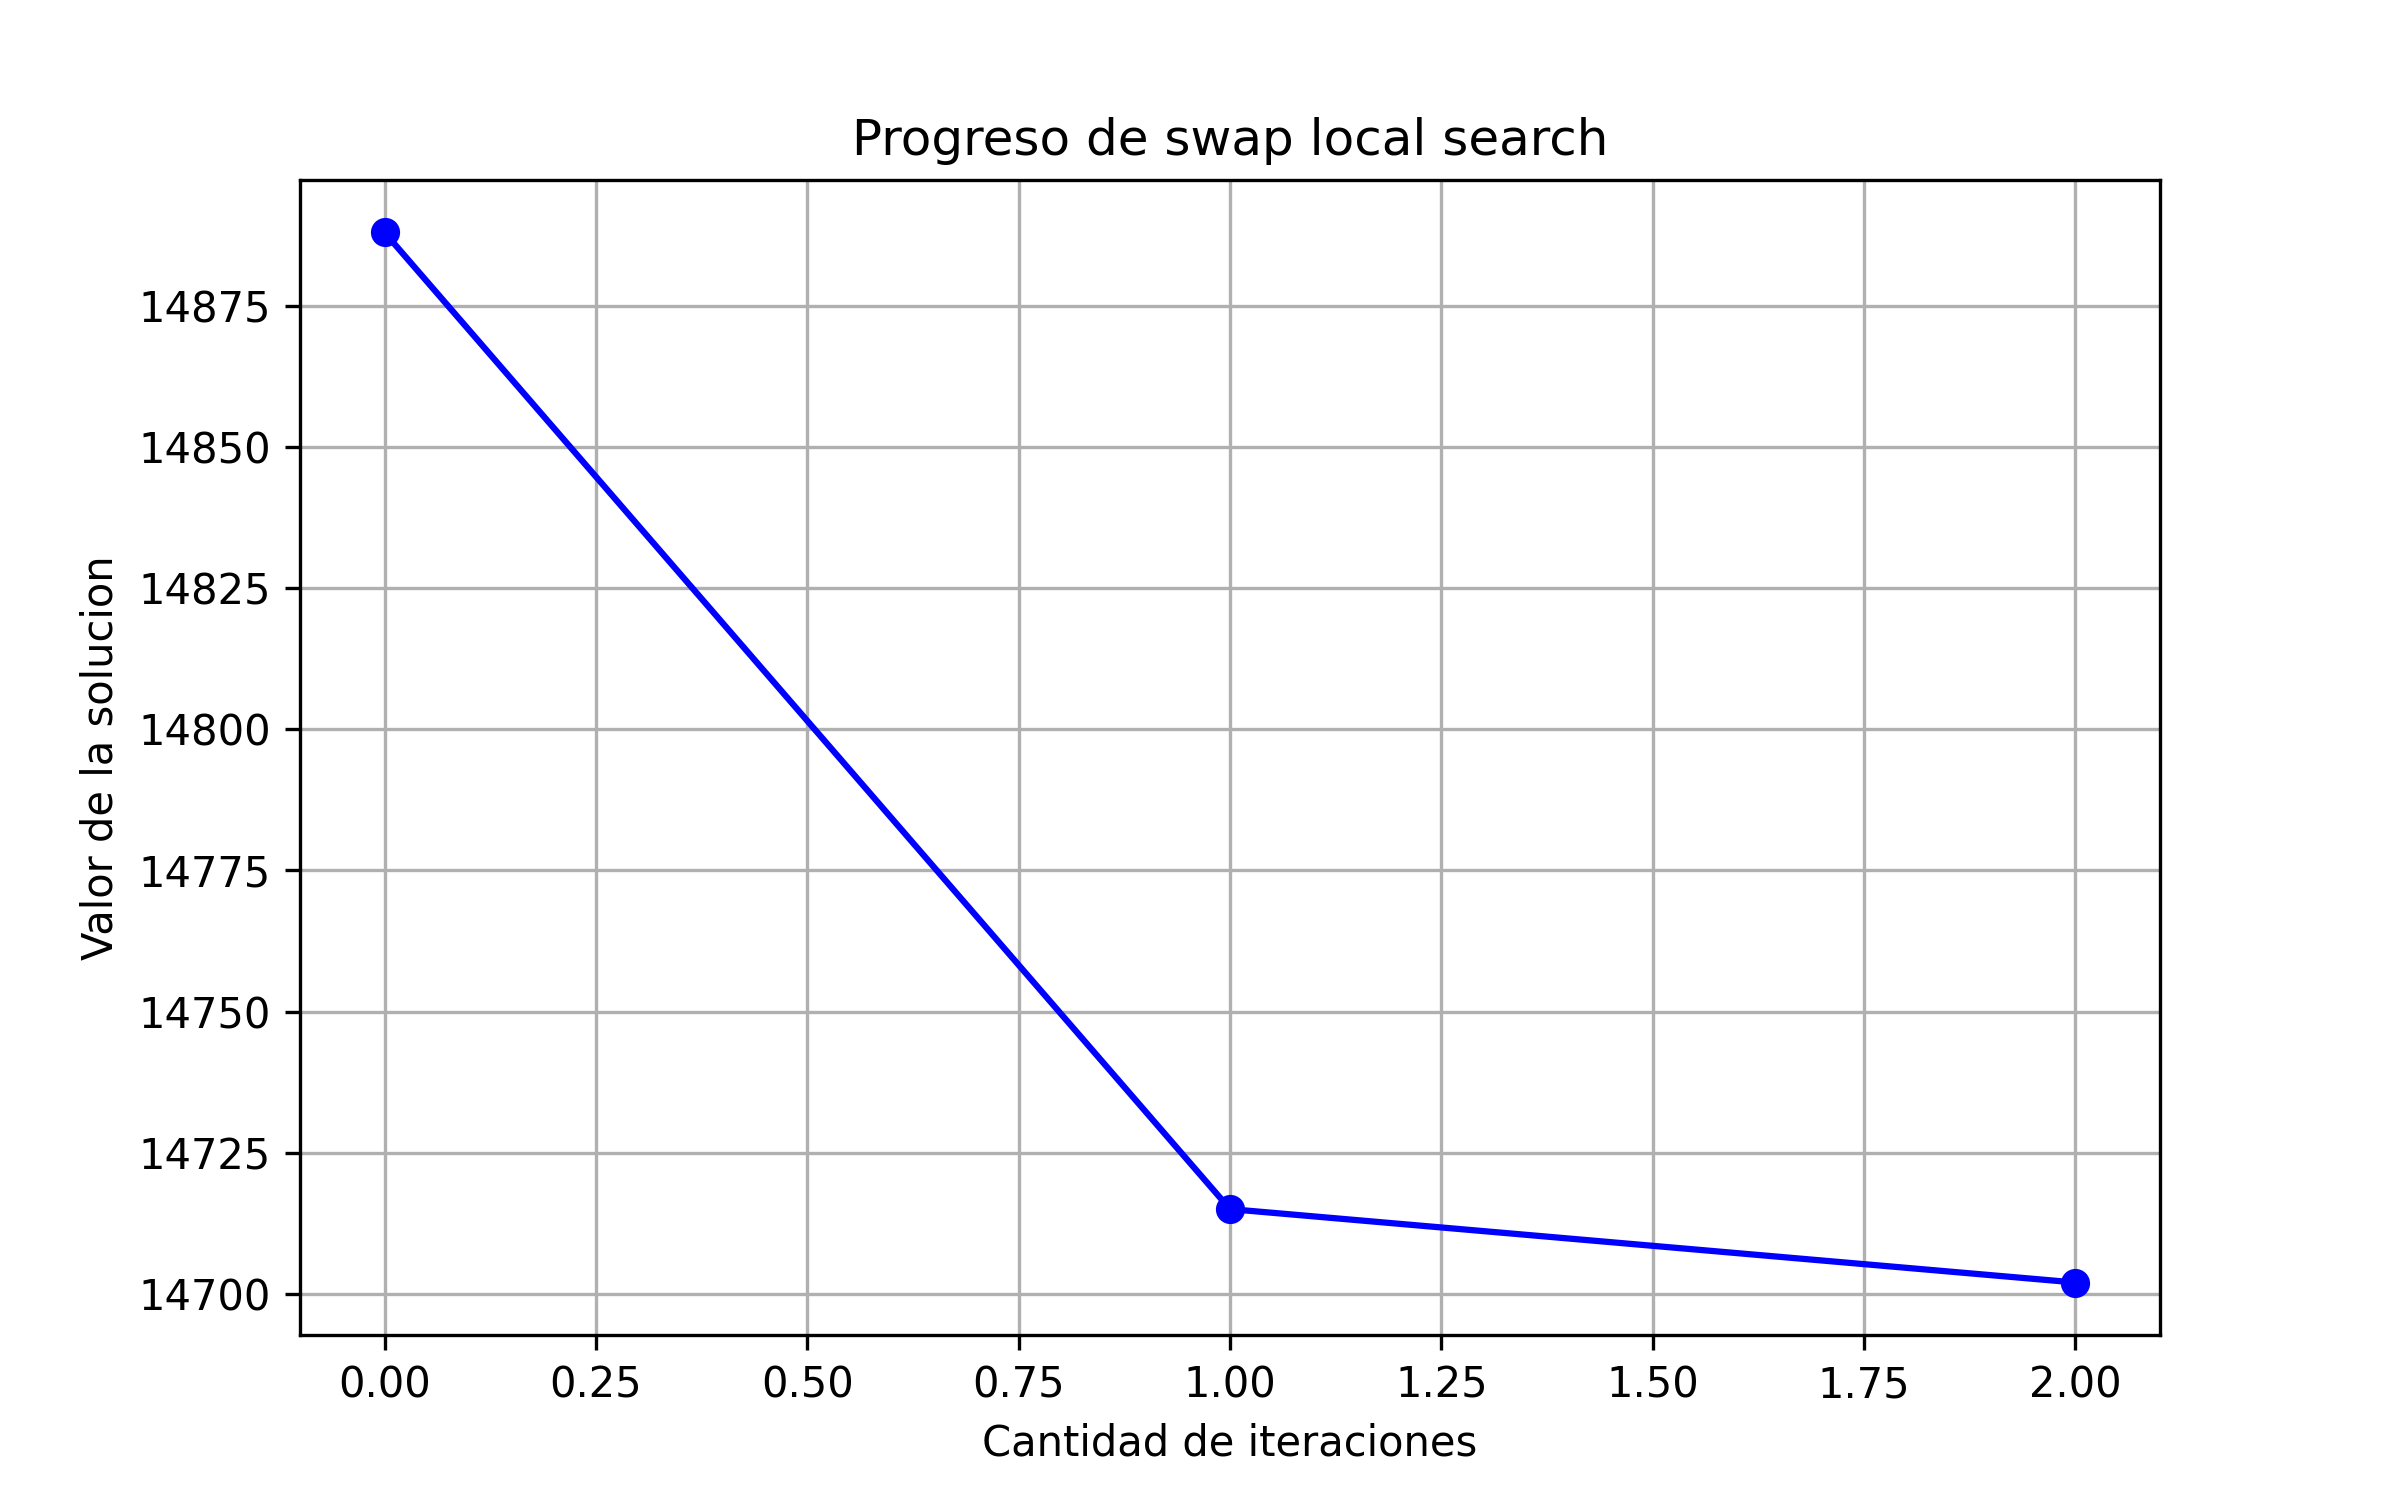 Progreso de swap local search
Valor de la solucion
14875
14850
14825
14800
14775
14750
14725
14700
0.00 0.25 0.50 0.75 1.00 1.25 1.50 1.75 2.00
Cantidad de iteraciones